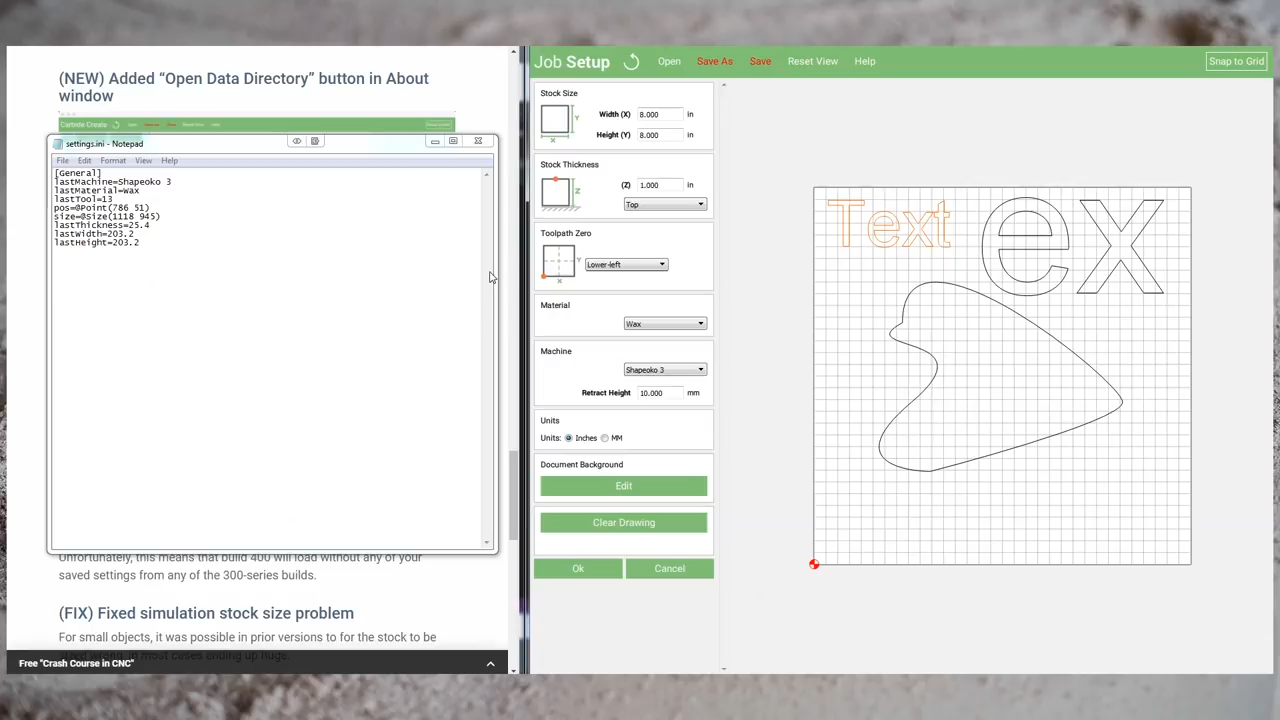 (NEW) Added “Open Data Directory” button in About
window
Carbide Create
settings.ini - Notepad
File Edit Format View Help
[General]
lastMachine=Shapeoko 3
lastMaterial=Wax
lastTool=13
pos=@Point(786 51)
size=@Size(1118 945)
lastThickness=25.4
lastWidth=203.2
lastHeight=203.2
Unfortunately, this means that build 400 will load without any of your
saved settings from any of the 300-series builds.
(FIX) Fixed simulation stock size problem
For small objects, it was possible in prior versions to for the stock to be
Free "Crash Course in CNC"
Job Setup Open Save As Save Reset View Help Snap to Grid
Stock Size
Width (X) 8.000 in
Y
Height (Y) 8.000 in
X
Stock Thickness
(Z) 1.000 in
Z
Top
Toolpath Zero
Y
Lower-left
X
Material
Wax
Machine
Shapeoko 3
Retract Height 10.000 mm
Units
Units: Inches MM
Document Background
Edit
Clear Drawing
Ok Cancel
Text ex